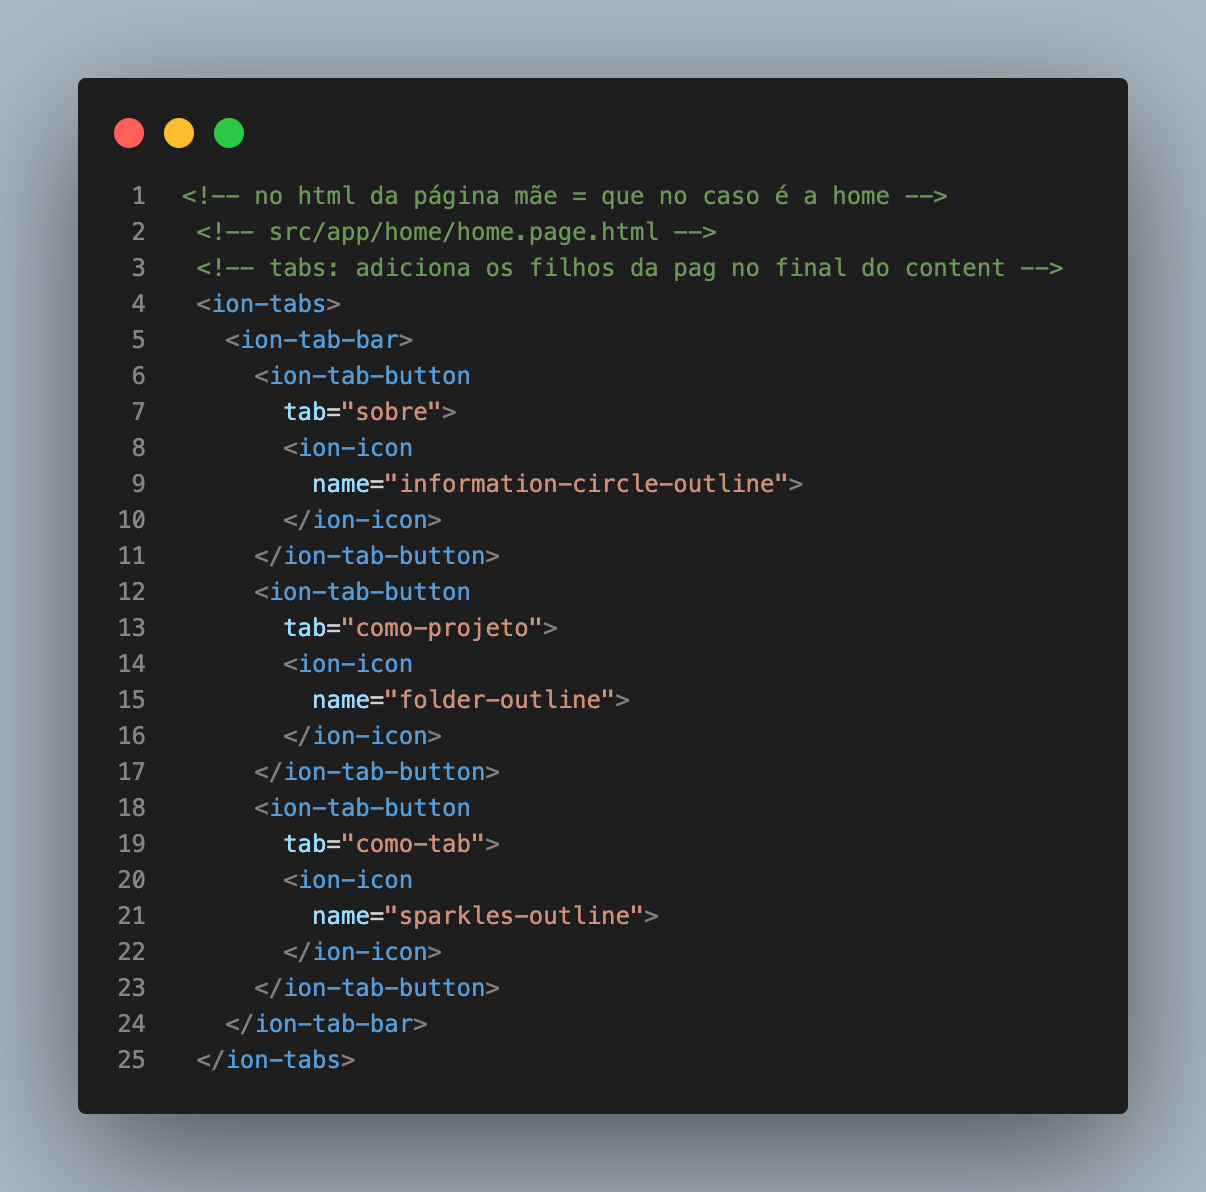 1 <!-- no html da página mãe = que no caso é a home -->
2 <!-- src/app/home/home.page.html -->
3 <!-- tabs: adiciona os filhos da pag no final do content -->
4 <ion-tabs>
5 <ion-tab-bar>
6 <ion-tab-button
7 tab="sobre">
8 <ion-icon
9 name="information-circle-outline">
10 </ion-icon>
11 </ion-tab-button>
12 <ion-tab-button
13 tab="como-projeto">
14 <ion-icon
15 name="folder-outline">
16 </ion-icon>
17 </ion-tab-button>
18 <ion-tab-button
19 tab="como-tab">
20 <ion-icon
21 name="sparkles-outline">
22 </ion-icon>
23 </ion-tab-button>
24 </ion-tab-bar>
25 </ion-tabs>